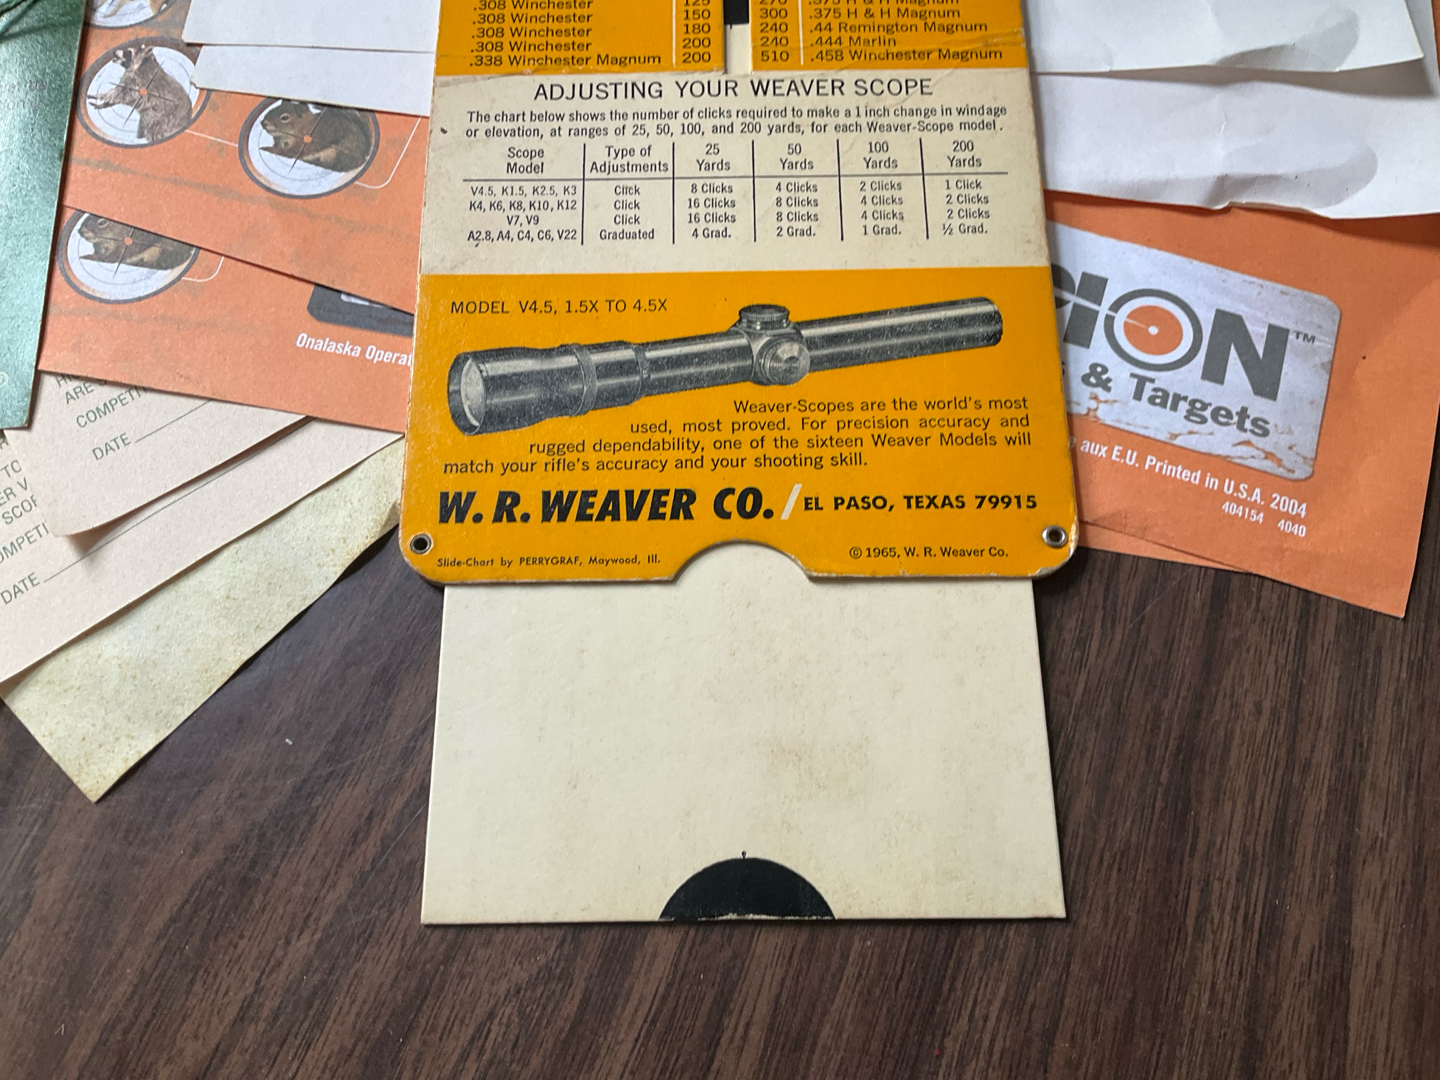 .308 Winchester 125
.308 Winchester 150
.308 Winchester 180
.308 Winchester 200
.338 Winchester Magnum 200
270 .375 H & H Magnum
300 .375 H & H Magnum
240 .44 Remington Magnum
240 .444 Marlin
510 .458 Winchester Magnum
ADJUSTING YOUR WEAVER SCOPE
The chart below shows the number of clicks required to make a 1 inch change in windage
or elevation, at ranges of 25, 50, 100, and 200 yards, for each Weaver-Scope model.
Scope Model Type of Adjustments 25 Yards 50 Yards 100 Yards 200 Yards
V4.5, K1.5, K2.5, K3 Click 8 Clicks 4 Clicks 2 Clicks 1 Click
K4, K6, K8, K10, K12 Click 16 Clicks 8 Clicks 4 Clicks 2 Clicks
V7, V9 Click 16 Clicks 8 Clicks 4 Clicks 2 Clicks
A2.8, A4, C4, C6, V22 Graduated 4 Grad. 2 Grad. 1 Grad. ½ Grad.
MODEL V4.5, 1.5X TO 4.5X
Weaver-Scopes are the world's most
used, most proved. For precision accuracy and
rugged dependability, one of the sixteen Weaver Models will
match your rifle's accuracy and your shooting skill.
W. R. WEAVER CO. / EL PASO, TEXAS 79915
Slide-Chart by PERRYGRAF, Maywood, Ill.
© 1965, W. R. Weaver Co.
Onalaska Operat
ION™
& Targets
aux E.U. Printed in U.S.A. 2004
404154 4040
COMPETI
DATE
TO
ER V
SCOR
OMPETI
DATE